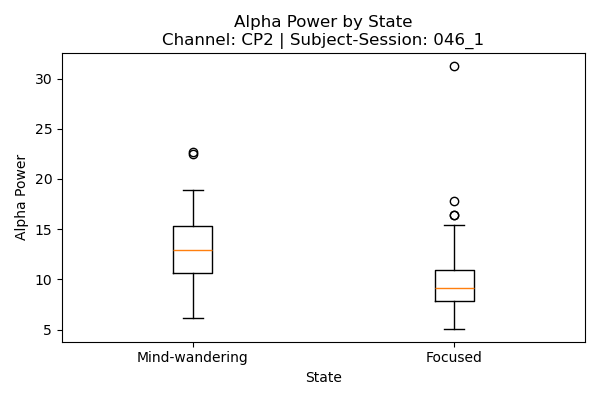 Alpha Power by State
Channel: CP2 | Subject-Session: 046_1
Alpha Power
30
25
20
15
10
5
Mind-wandering
Focused
State